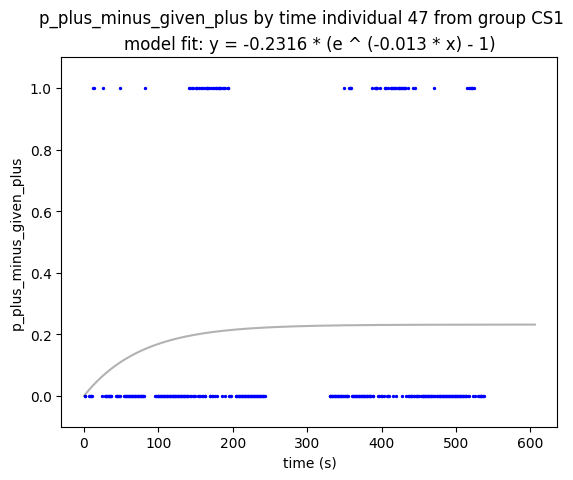 p_plus_minus_given_plus by time individual 47 from group CS1
model fit: y = -0.2316 * (e ^ (-0.013 * x) - 1)
1.0
0.8
0.6
0.4
0.2
0.0
p_plus_minus_given_plus
0 100 200 300 400 500 600
time (s)